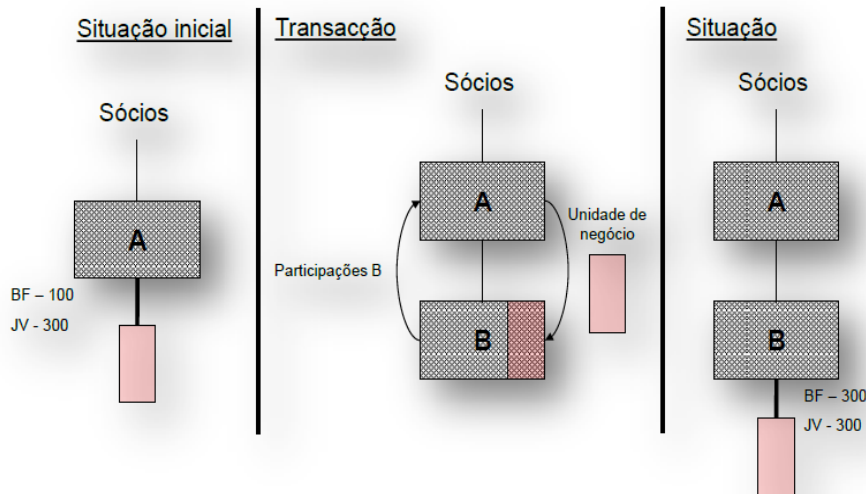 Situação inicial
Sócios
A
BF – 100
JV - 300
Transacção
Sócios
A
Unidade de
negócio
Participações B
B
Situação
Sócios
A
B
BF – 300
JV - 300